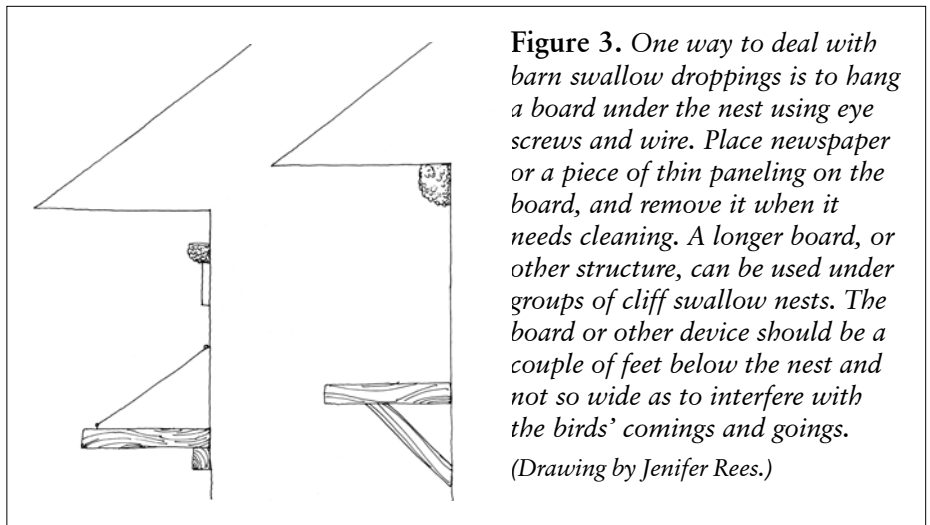 Figure 3. One way to deal with
barn swallow droppings is to hang
a board under the nest using eye
screws and wire. Place newspaper
or a piece of thin paneling on the
board, and remove it when it
needs cleaning. A longer board, or
other structure, can be used under
groups of cliff swallow nests. The
board or other device should be a
couple of feet below the nest and
not so wide as to interfere with
the birds’ comings and goings.
(Drawing by Jenifer Rees.)